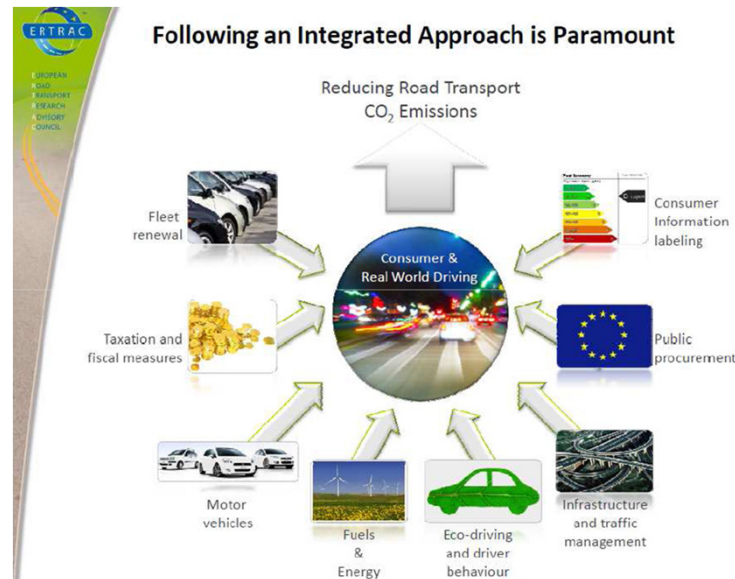 ERTRAC
EUROPEAN
ROAD
TRANSPORT
RESEARCH
ADVISORY
COUNCIL
Following an Integrated Approach is Paramount
Reducing Road Transport
CO₂ Emissions
Fleet
renewal
Consumer
Information
labeling
Consumer &
Real World Driving
Taxation and
fiscal measures
Public
procurement
Motor
vehicles
Fuels
&
Energy
Eco-driving
and driver
behaviour
Infrastructure
and traffic
management